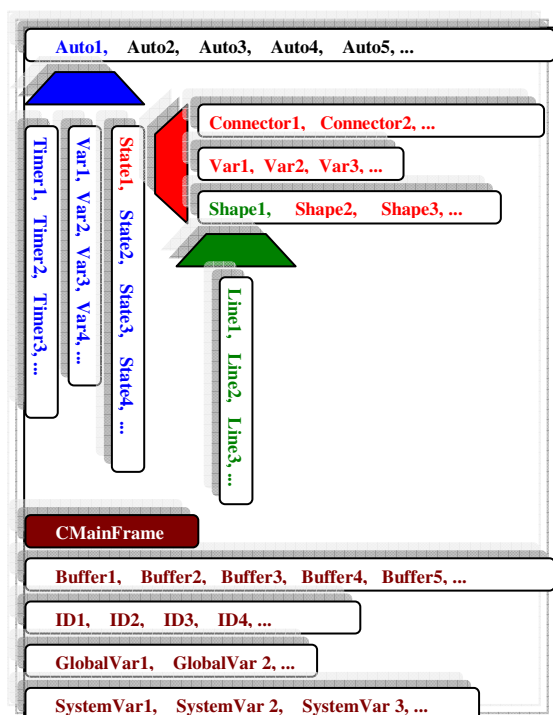 Auto1, Auto2, Auto3, Auto4, Auto5, ...
Timer1, Timer2, Timer3, ...
Var1, Var2, Var3, Var4, ...
State1, State2, State3, State4, ...
Connector1, Connector2, ...
Var1, Var2, Var3, ...
Shape1, Shape2, Shape3, ...
Line1, Line2, Line3, ...
CMainFrame
Buffer1, Buffer2, Buffer3, Buffer4, Buffer5, ...
ID1, ID2, ID3, ID4, ...
GlobalVar1, GlobalVar 2, ...
SystemVar1, SystemVar 2, SystemVar 3, ...